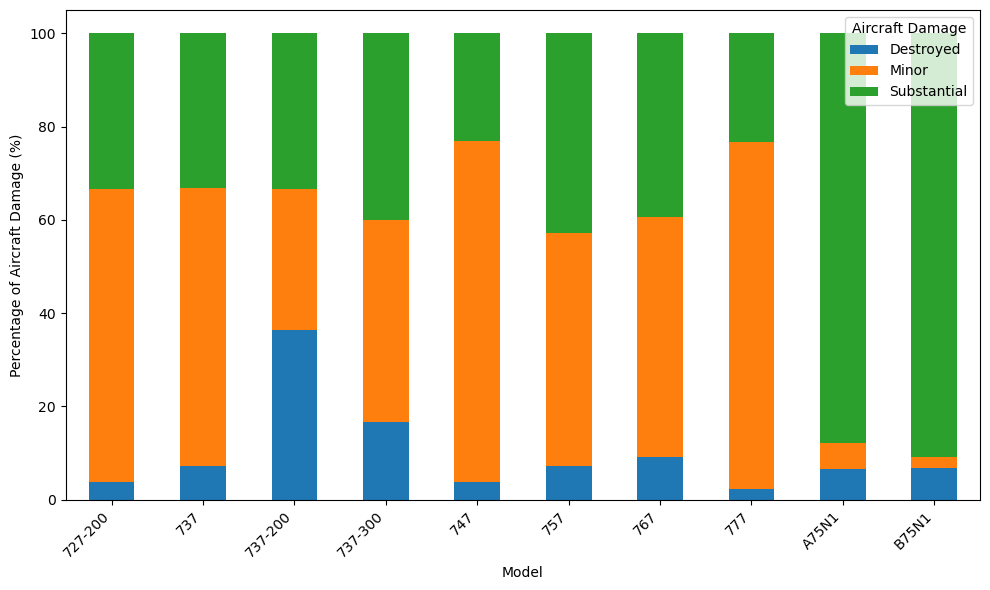 Aircraft Damage
Destroyed
Minor
Substantial
Percentage of Aircraft Damage (%)
100
80
60
40
20
0
727-200
737
737-200
737-300
747
757
767
777
A75N1
B75N1
Model